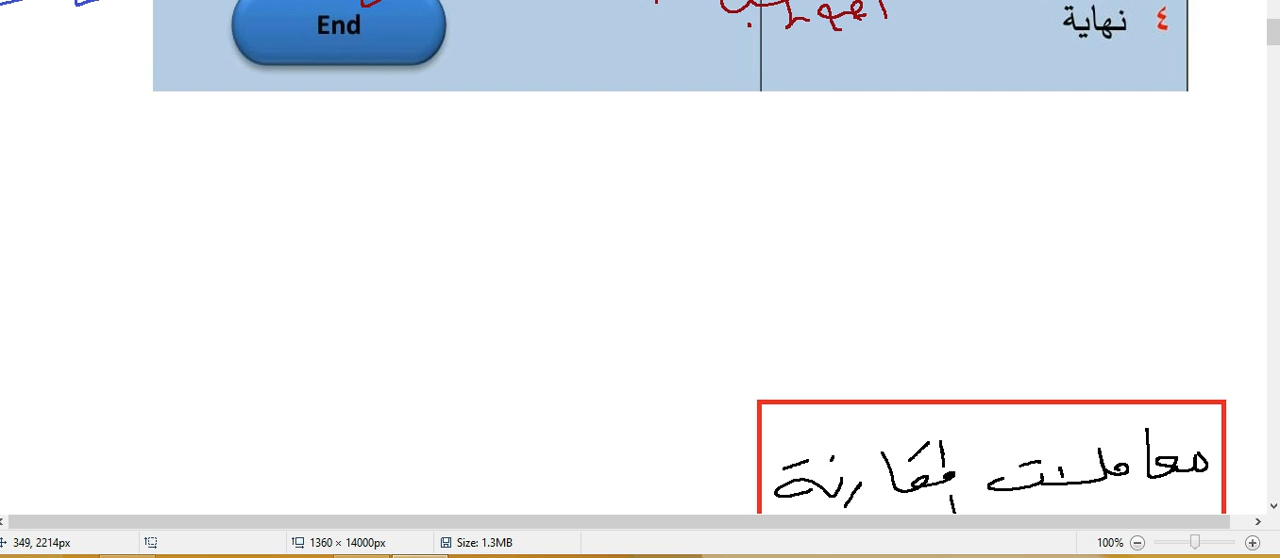 ٤ نهاية
End
معاملات المقارنة
349, 2214px
1360 × 14000px
Size: 1.3MB
100%